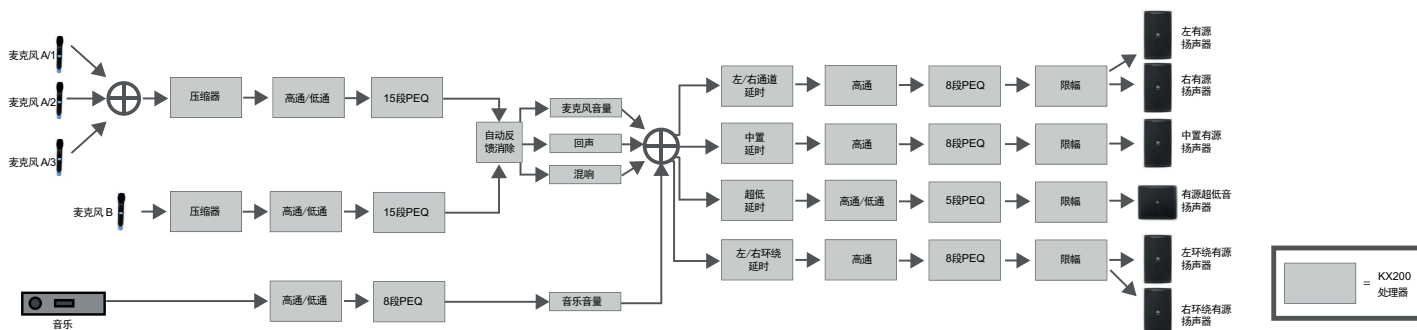 麦克风 A/1
麦克风 A/2
麦克风 A/3
压缩器
高通/低通
15段PEQ
麦克风 B
压缩器
高通/低通
15段PEQ
音乐
高通/低通
8段PEQ
自动反
馈消除
麦克风音量
回声
混响
音乐音量
左/右通道
延时
高通
8段PEQ
限幅
左有源
扬声器
右有源
扬声器
中置
延时
高通
8段PEQ
限幅
中置有源
扬声器
超低
延时
高通/低通
5段PEQ
限幅
有源超低音
扬声器
左/右环绕
延时
高通
8段PEQ
限幅
左环绕有源
扬声器
右环绕有源
扬声器
= KX200
处理器